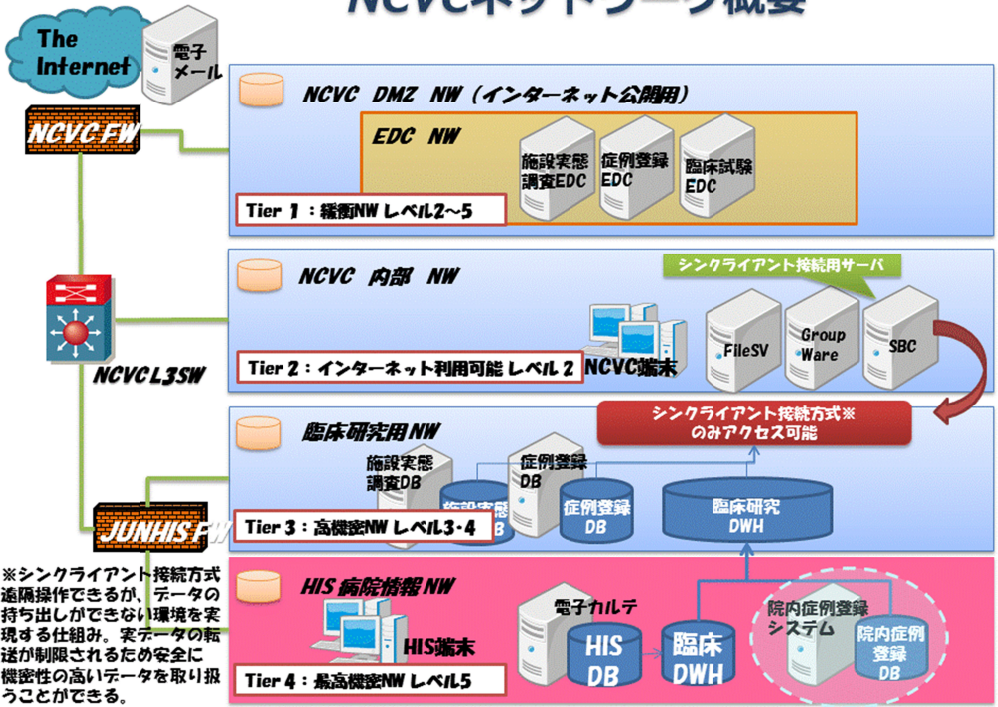 NCVCネットワーク概要
The
Internet
電子
メール
NCVC FW
NCVC DMZ NW（インターネット公開用）
EDC NW
施設実態
調査EDC
症例登録
EDC
臨床試験
EDC
Tier 1：緩衝NW レベル2～5
NCVC 内部 NW
シンクライアント接続用サーバ
FileSV
Group
Ware
SBC
NCVC端末
Tier 2：インターネット利用可能 レベル 2
NCVC L3SW
シンクライアント接続方式※
のみアクセス可能
臨床研究用NW
施設実態
調査DB
症例登録
DB
施設実態
症例登録
DB
臨床研究
DWH
Tier 3：高機密NW レベル3・4
JUNHIS FW
HIS 病院情報NW
HIS端末
電子カルテ
HIS
DB
臨床
DWH
院内症例登録
システム
院内症例
登録
DB
Tier 4：最高機密NW レベル5
※シンクライアント接続方式
遠隔操作できるが、データの
持ち出しができない環境を実
現する仕組み。実データの転
送が制限されるため安全に
機密性の高いデータを取り扱
うことができる。